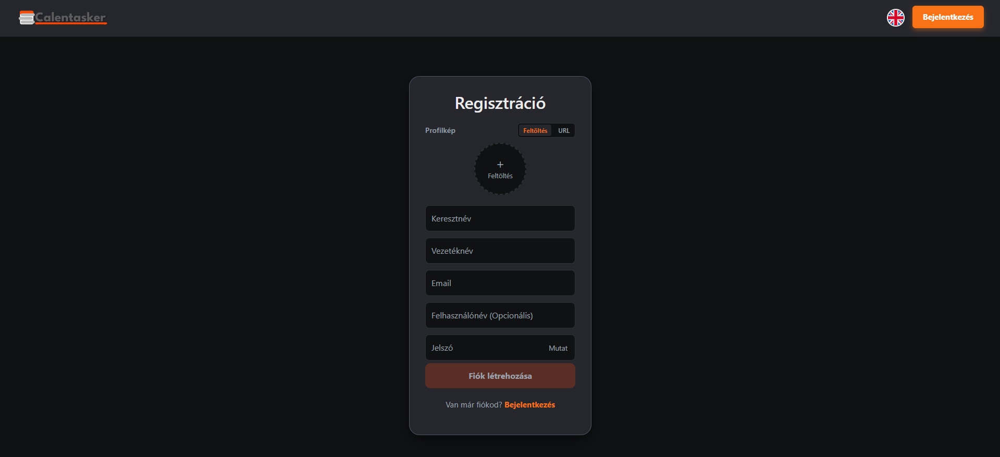 Calentasker
Bejelentkezés
Regisztráció
Profilkép
Feltöltés URL
+
Feltöltés
Keresztnév
Vezetéknév
Email
Felhasználónév (Opcionális)
Jelszó Mutat
Fiók létrehozása
Van már fiókod? Bejelentkezés